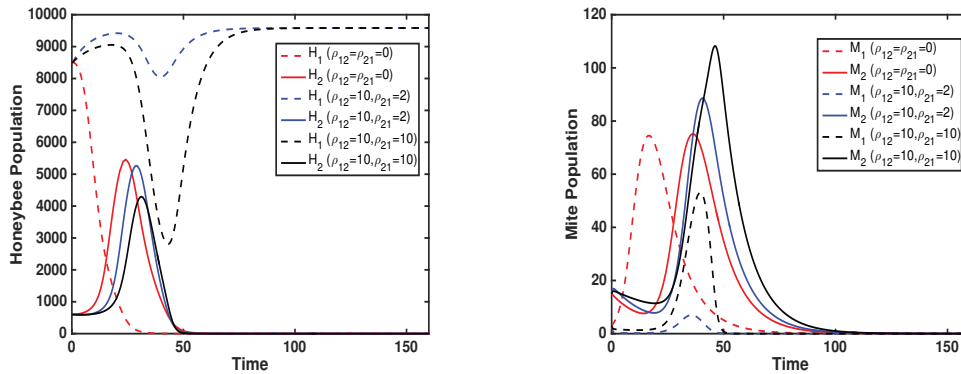 10000
9000
8000
7000
6000
5000
4000
3000
2000
1000
0
Honeybee Population
0
50
100
150
Time
H1 (ρ12=ρ21=0)
H2 (ρ12=ρ21=0)
H1 (ρ12=10,ρ21=2)
H2 (ρ12=10,ρ21=2)
H1 (ρ12=10,ρ21=10)
H2 (ρ12=10,ρ21=10)
120
100
80
60
40
20
0
Mite Population
0
50
100
150
Time
M1 (ρ12=ρ21=0)
M2 (ρ12=ρ21=0)
M1 (ρ12=10,ρ21=2)
M2 (ρ12=10,ρ21=2)
M1 (ρ12=10,ρ21=10)
M2 (ρ12=10,ρ21=10)